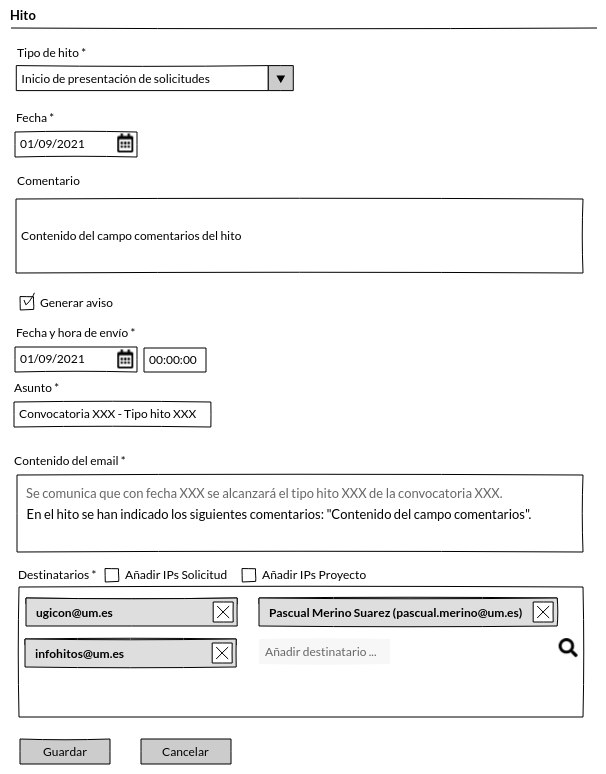 Hito
Tipo de hito *
Inicio de presentación de solicitudes
Fecha *
01/09/2021
Comentario
Contenido del campo comentarios del hito
Generar aviso
Fecha y hora de envío *
01/09/2021 00:00:00
Asunto *
Convocatoria XXX - Tipo hito XXX
Contenido del email *
Se comunica que con fecha XXX se alcanzará el tipo hito XXX de la convocatoria XXX.
En el hito se han indicado los siguientes comentarios: "Contenido del campo comentarios".
Destinatarios * Añadir IPs Solicitud Añadir IPs Proyecto
ugicon@um.es Pascual Merino Suarez (pascual.merino@um.es)
infohitos@um.es Añadir destinatario ...
Guardar Cancelar